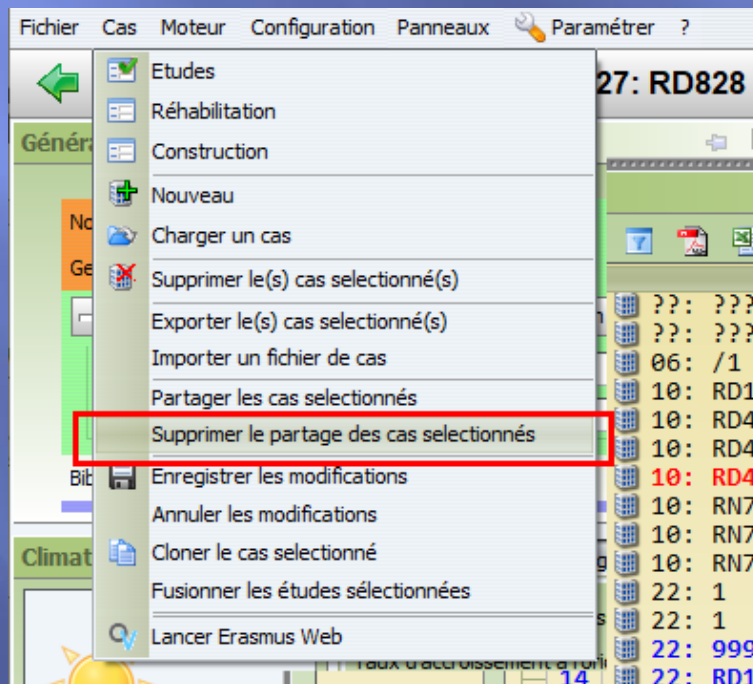 Fichier Cas Moteur Configuration Panneaux Paramétrer ?
27: RD828
Etudes
Réhabilitation
Construction
Nouveau
Charger un cas
Supprimer le(s) cas selectionné(s)
Exporter le(s) cas selectionné(s)
Importer un fichier de cas
Partager les cas selectionnés
Supprimer le partage des cas selectionnés
Enregistrer les modifications
Annuler les modifications
Cloner le cas selectionné
Fusionner les études sélectionnées
Lancer Erasmus Web
Climat
??: ???
??: ???
06: /1
10: RD1
10: RD4
10: RD4
10: RD4
10: RN7
10: RN7
10: RN7
22: 1
22: 1
22: 999
22: RD1
14